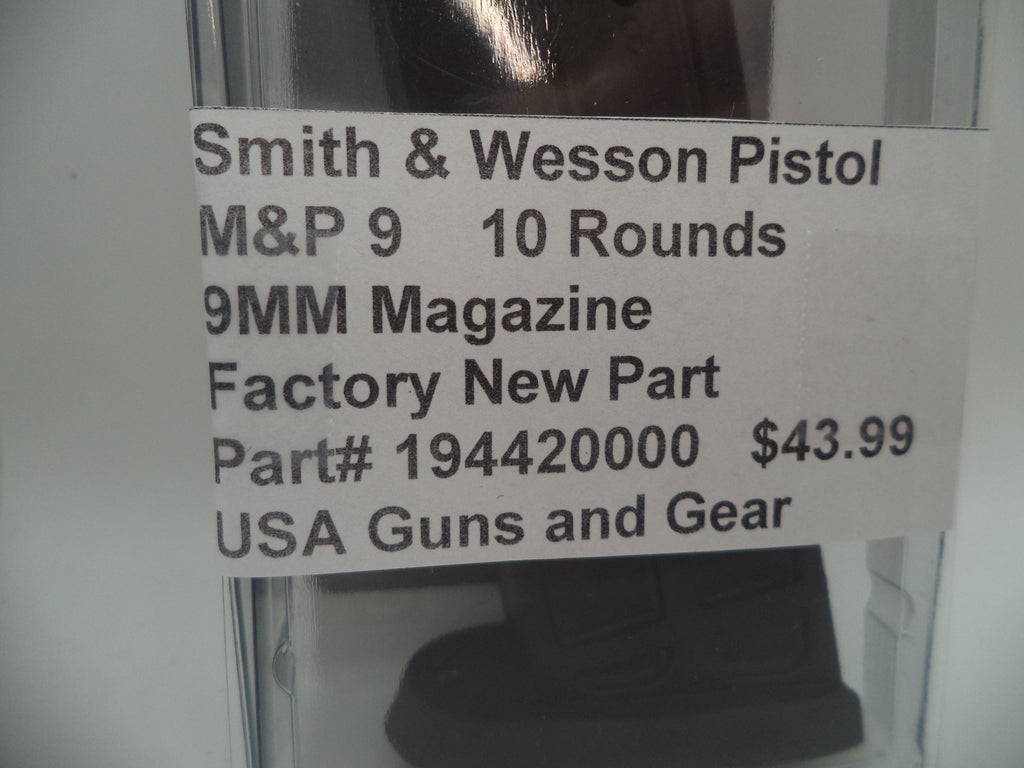 Smith & Wesson Pistol
M&P 9 10 Rounds
9MM Magazine
Factory New Part
Part# 194420000 $43.99
USA Guns and Gear